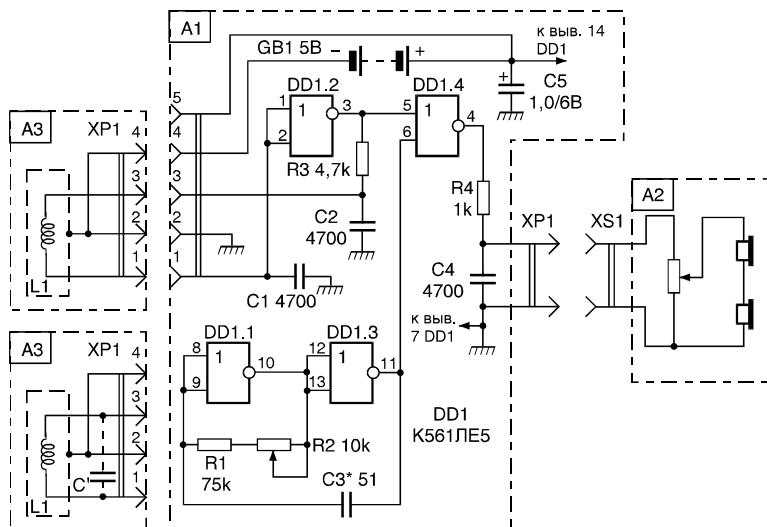 A1
GB1 5В
–
+
к выв. 14
DD1
+
C5
1,0/6В
5
4
3
2
1
DD1.2
1
2
1
3
DD1.4
5
6
1
4
R3 4,7k
C2
4700
C1 4700
R4
1k
C4
4700
к выв.
7 DD1
XP1
XS1
A2
A3
XP1
4
3
2
1
L1
DD1.1
8
9
1
10
DD1.3
12
13
1
11
R1
75k
R2 10k
C3* 51
DD1
К561ЛЕ5
A3
XP1
4
3
2
1
C'
L1